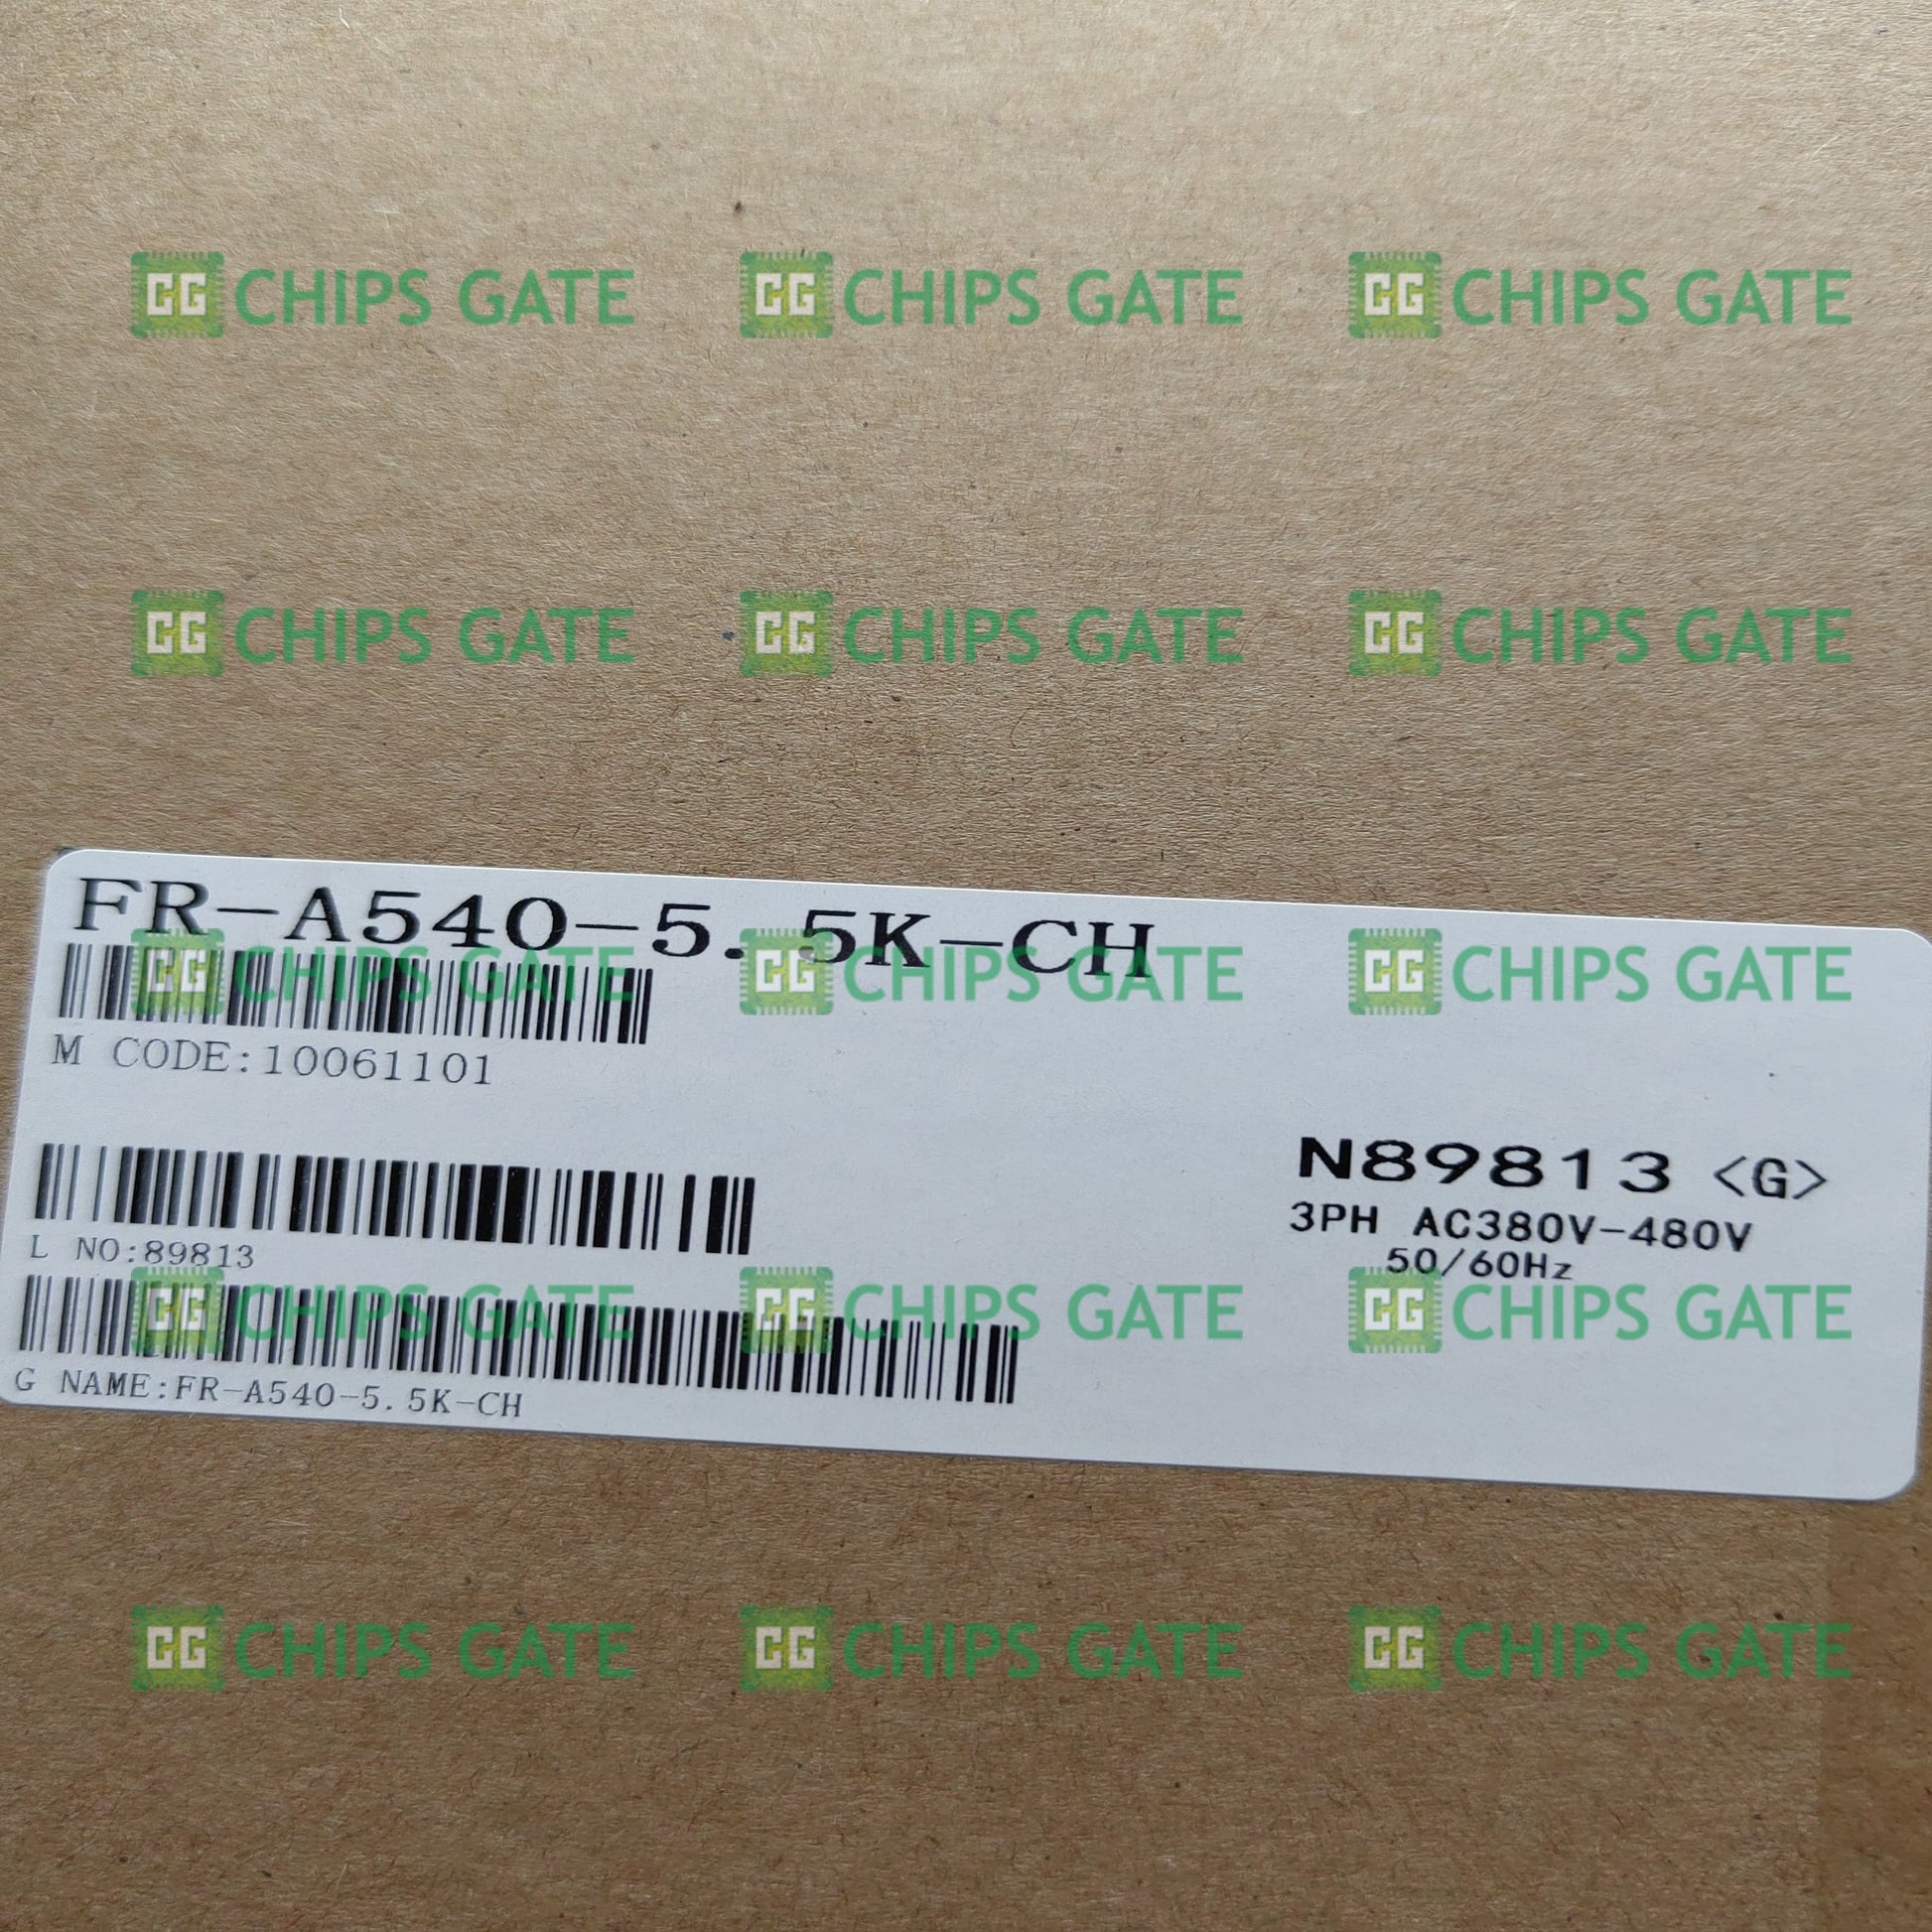 CG CHIPS GATE CG CHIPS GATE CG CHIPS GATE
CG CHIPS GATE CG CHIPS GATE CG CHIPS GATE
FR-A540-5.5K-CH
CG CHIPS GATE CG CHIPS GATE CG CHIPS GATE
M CODE:10061101
N89813 <G>
3PH AC380V-480V
50/60Hz
L NO:89813
CG CHIPS GATE CG CHIPS GATE CG CHIPS GATE
G NAME:FR-A540-5.5K-CH
CG CHIPS GATE CG CHIPS GATE CG CHIPS GATE